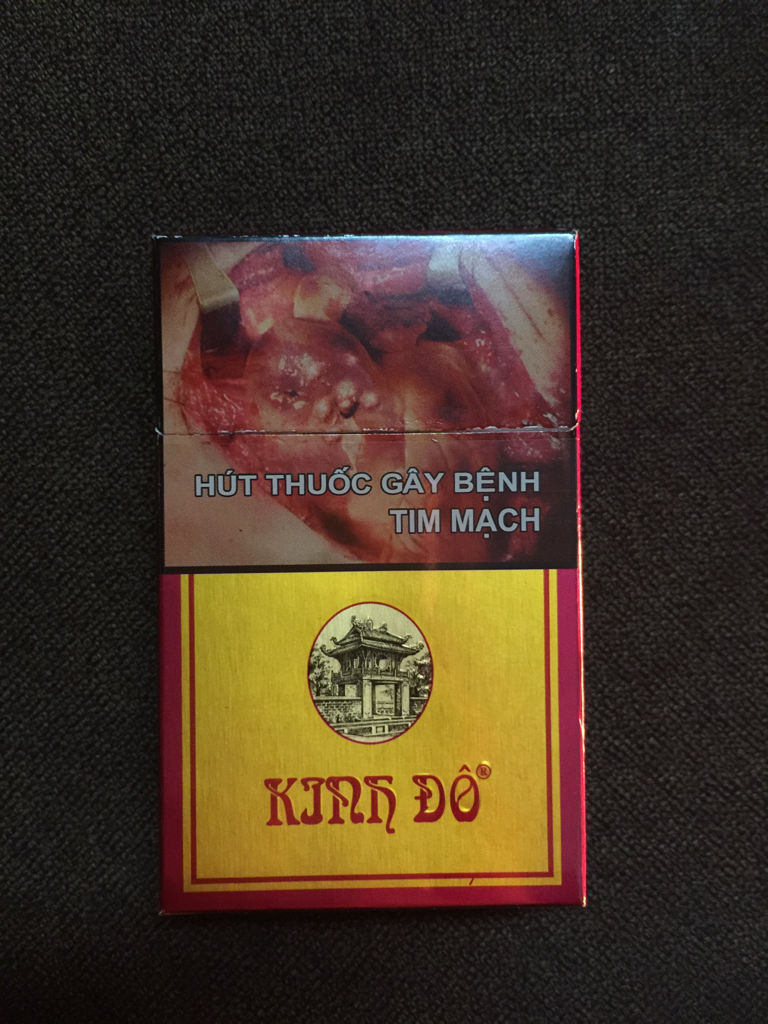 HÚT THUỐC GÂY BỆNH
TIM MẠCH
KINH ĐÔ®